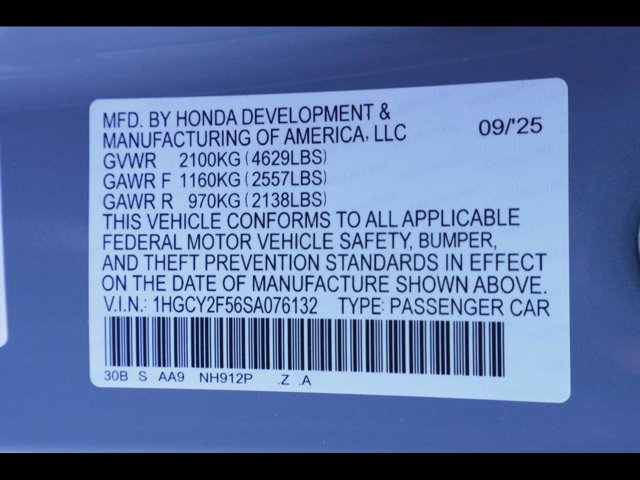 MFD. BY HONDA DEVELOPMENT &
MANUFACTURING OF AMERICA, LLC 09/'25
GVWR 2100KG (4629LBS)
GAWR F 1160KG (2557LBS)
GAWR R 970KG (2138LBS)
THIS VEHICLE CONFORMS TO ALL APPLICABLE
FEDERAL MOTOR VEHICLE SAFETY, BUMPER,
AND THEFT PREVENTION STANDARDS IN EFFECT
ON THE DATE OF MANUFACTURE SHOWN ABOVE.
V.I.N.: 1HGCY2F56SA076132 TYPE: PASSENGER CAR
30B S AA9 NH912P .Z .A